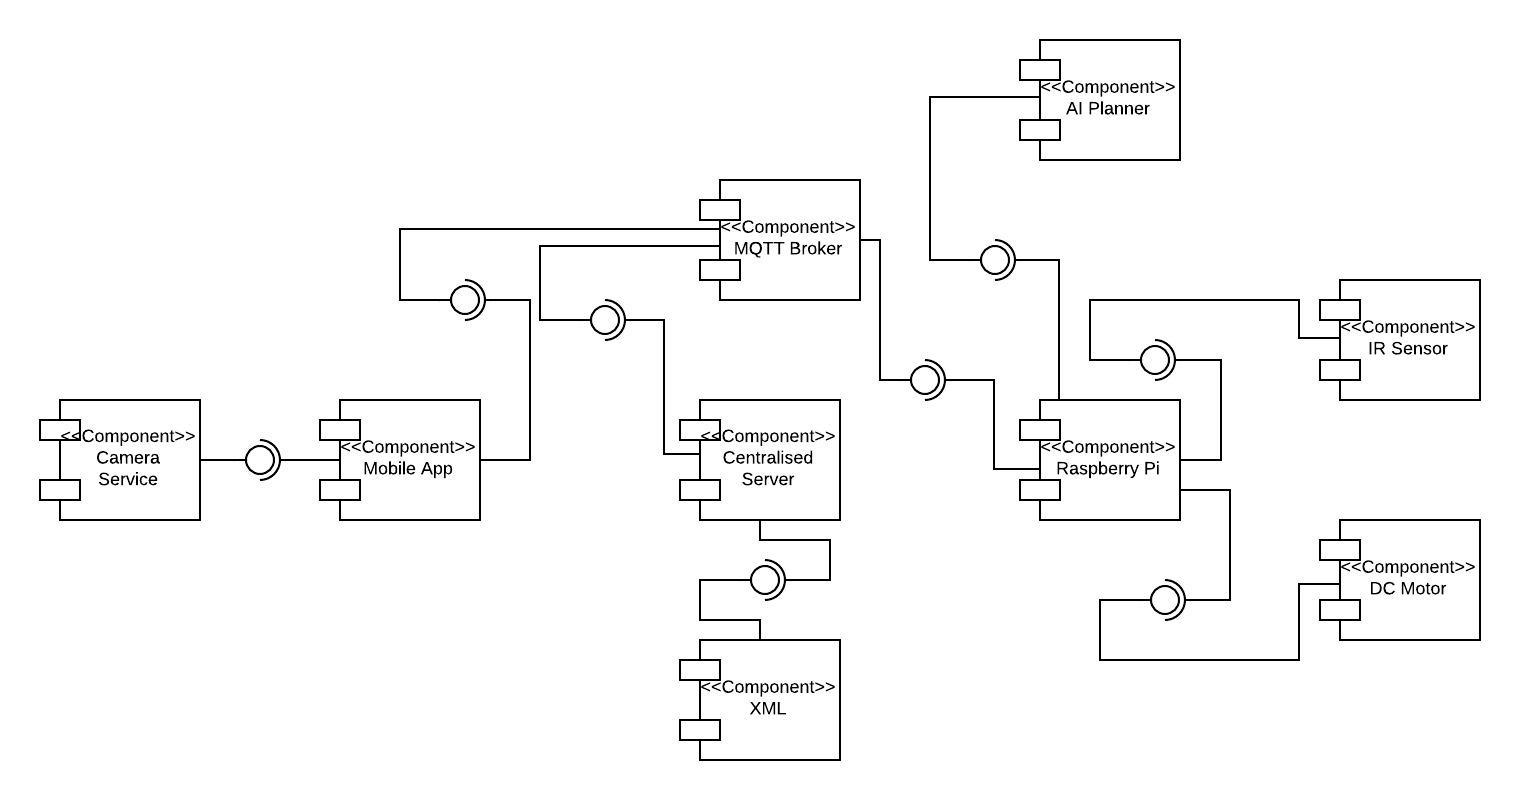 <<Component>>
AI Planner
<<Component>>
MQTT Broker
<<Component>>
IR Sensor
<<Component>>
Camera
Service
<<Component>>
Mobile App
<<Component>>
Centralised
Server
<<Component>>
Raspberry Pi
<<Component>>
DC Motor
<<Component>>
XML